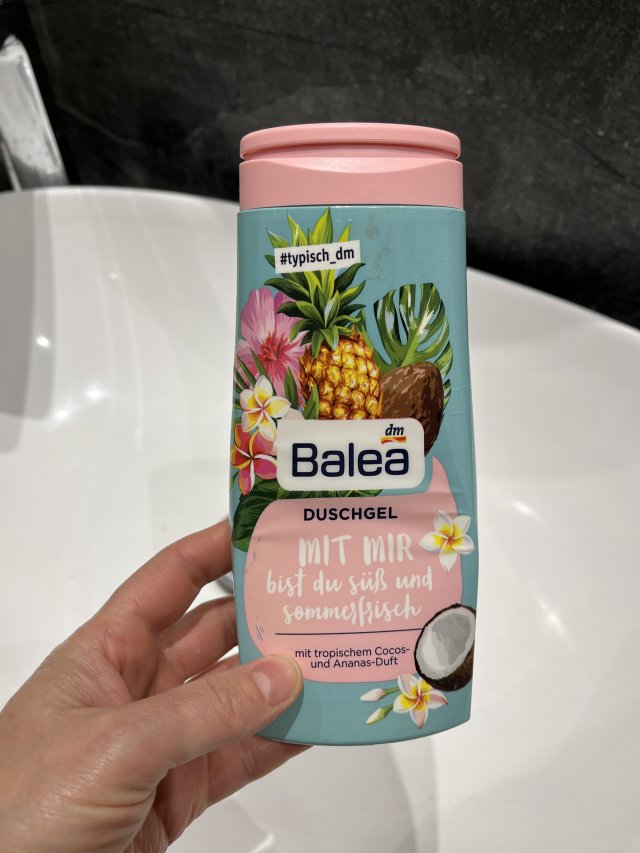 #typisch_dm
dm
Balea
DUSCHGEL
MIT MIR
bist du süß und
sommerfrisch
mit tropischem Cocos-
und Ananas-Duft